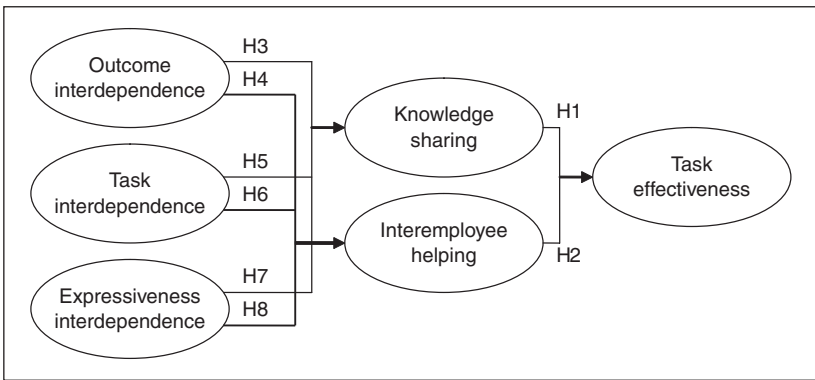 Outcome
interdependence
H3
H4
Task
interdependence
H5
H6
Expressiveness
interdependence
H7
H8
Knowledge
sharing
H1
Interemployee
helping
H2
Task
effectiveness